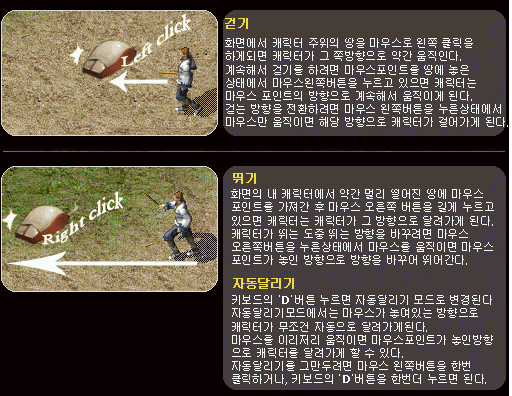 Left click
걷기
화면에서 캐릭터 주위의 땅을 마우스로 왼쪽 클릭을
하게되면 캐릭터가 그 쪽방향으로 약간 움직인다.
계속해서 걷기를 하려면 마우스포인트를 땅에 놓은
상태에서 마우스왼쪽버튼을 누르고 있으면 캐릭터는
마우스 포인트의 방향으로 계속해서 움직이게 된다.
걷는 방향을 전환하려면 마우스 왼쪽버튼을 누른상태에서
마우스만 움직이면 해당 방향으로 캐릭터가 걸어가게 된다.
Right click
뛰기
화면의 내 캐릭터에서 약간 멀리 떨어진 땅에 마우스
포인트를 가져간 후 마우스 오른쪽 버튼을 길게 누르고
있으면 캐릭터는 캐릭터가 그 방향으로 달려가게 된다.
캐릭터가 뛰는 도중 뛰는 방향을 바꾸려면 마우스
오른쪽버튼을 누른상태에서 마우스를 움직이면 마우스
포인트가 놓인 방향으로 방향을 바꾸어 뛰어간다.
자동달리기
키보드의 'D'버튼 누르면 자동달리기 모드로 변경된다
자동달리기모드에서는 마우스가 놓여있는 방향으로
캐릭터가 무조건 자동으로 달려가게된다.
마우스를 이리저리 움직이면 마우스포인트가 놓인방향
으로 캐릭터를 달려가게 할 수 있다.
자동달리기를 그만두려면 마우스 왼쪽버튼을 한번
클릭하거나, 키보드의 'D'버튼을 한번더 누르면 된다.